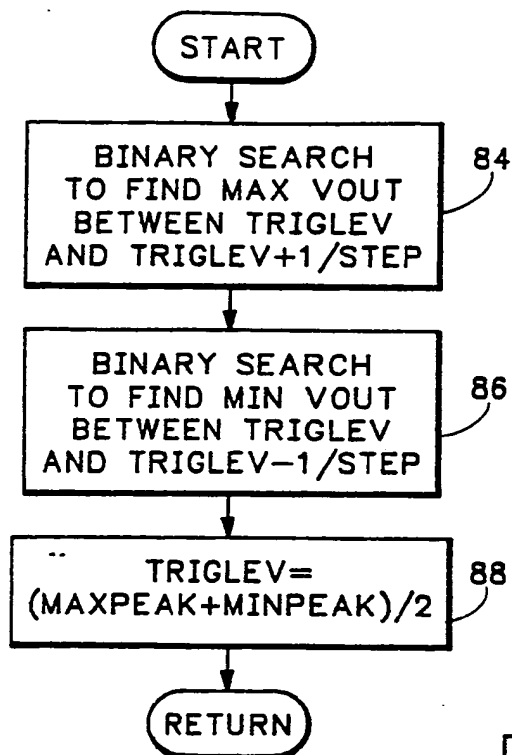 START
BINARY SEARCH
TO FIND MAX VOUT
BETWEEN TRIGLEV
AND TRIGLEV+1/STEP
84
BINARY SEARCH
TO FIND MIN VOUT
BETWEEN TRIGLEV
AND TRIGLEV-1/STEP
86
TRIGLEV=
(MAXPEAK+MINPEAK)/2
88
RETURN